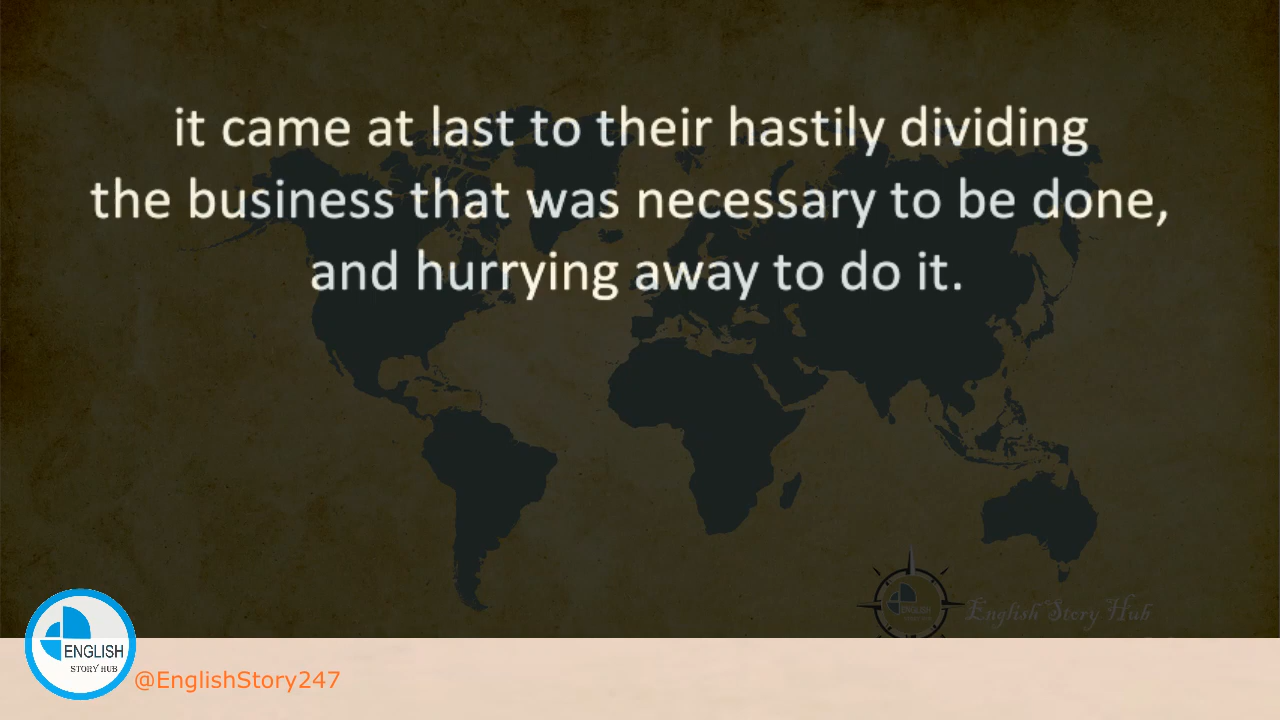 it came at last to their hastily dividing
the business that was necessary to be done,
and hurrying away to do it.
English Story Hub
ENGLISH
STORY HUB
@EnglishStory247